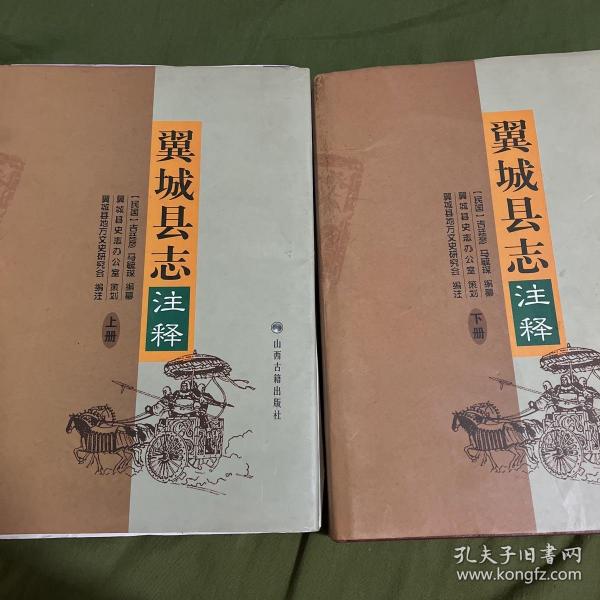 翼城县志
注释
【民国】吉廷彦 马毓琛 编纂
翼城县史志办公室 策划
翼城县地方文史研究会 编注
上册
山西古籍出版社
翼城县志
注释
【民国】吉廷彦 马毓琛 编纂
翼城县史志办公室 策划
翼城县地方文史研究会 编注
下册
孔夫子旧书网
www.kongfz.com